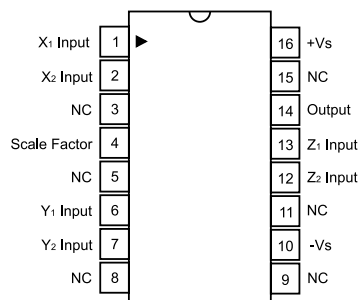 X₁ Input 1 16 +Vs
X₂ Input 2 15 NC
NC 3 14 Output
Scale Factor 4 13 Z₁ Input
NC 5 12 Z₂ Input
Y₁ Input 6 11 NC
Y₂ Input 7 10 -Vs
NC 8 9 NC